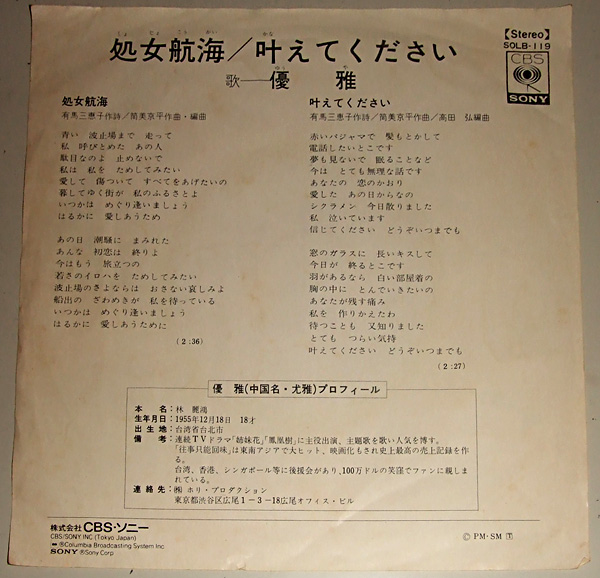 しょ じょ こう かい かな
処女航海／叶えてください
ゆう や
歌――優 雅
【Stereo】
SOLB-119
CBS
SONY
処女航海
有馬三恵子作詩／筒美京平作曲・編曲
青い 波止場まで 走って
私 呼びとめた あの人
駄目なのよ 止めないで
私は 私を ためしてみたい
愛して 傷ついて すべてをあげたいの
暮してゆく街が 私のふるさとよ
いつかは めぐり逢いましょう
はるかに 愛しあうため
あの日 潮騒に まみれた
あんな 初恋は 終りよ
今はもう 旅立つの
若さのイロハを ためしてみたい
波止場のさよならは おさない哀しみよ
船出の ざわめきが 私を待っている
いつかは めぐり逢いましょう
はるかに 愛しあうために
(2:36)
叶えてください
有馬三恵子作詩／筒美京平作曲／高田 弘編曲
赤いパジャマで 髪もとかして
電話したいとこです
夢も見ないで 眠ることなど
今は とても無理な話です
あなたの 恋のかおり
愛した あの日からなの
シクラメン 今日散りました
私 泣いています
信じてください どうぞいつまでも
窓のガラスに 長いキスして
今日が 終るところです
羽があるなら 白い部屋着の
胸の中に とんでいきたいの
あなたが残す痛み
私を 作りかえたわ
待つことも 又知りました
とても つらい気持
叶えてください どうぞいつまでも
(2:27)
優 雅(中国名・尤雅)プロフィール
本 名：林 麗鴻
生年月日：1955年12月18日 18才
出 生 地：台湾省台北市
備 考：連続TVドラマ「姉妹花」「鳳凰樹」に主役出演、主題歌を歌い人気を博す。
「往事只能回味」は東南アジアで大ヒット、映画化もされ史上最高の売上記録を作る。
台湾、香港、シンガポール等に後援会があり、100万ドルの笑窪でファンに親しまれている。
連 絡 先：㈱ ホリ・プロダクション
東京都渋谷区広尾1－3－18広尾オフィス・ビル
株式会社CBS・ソニー
CBS/SONY INC (Tokyo Japan)
®Columbia Broadcasting System Inc
SONY ®Sony Corp
Ⓒ PM・SM 1